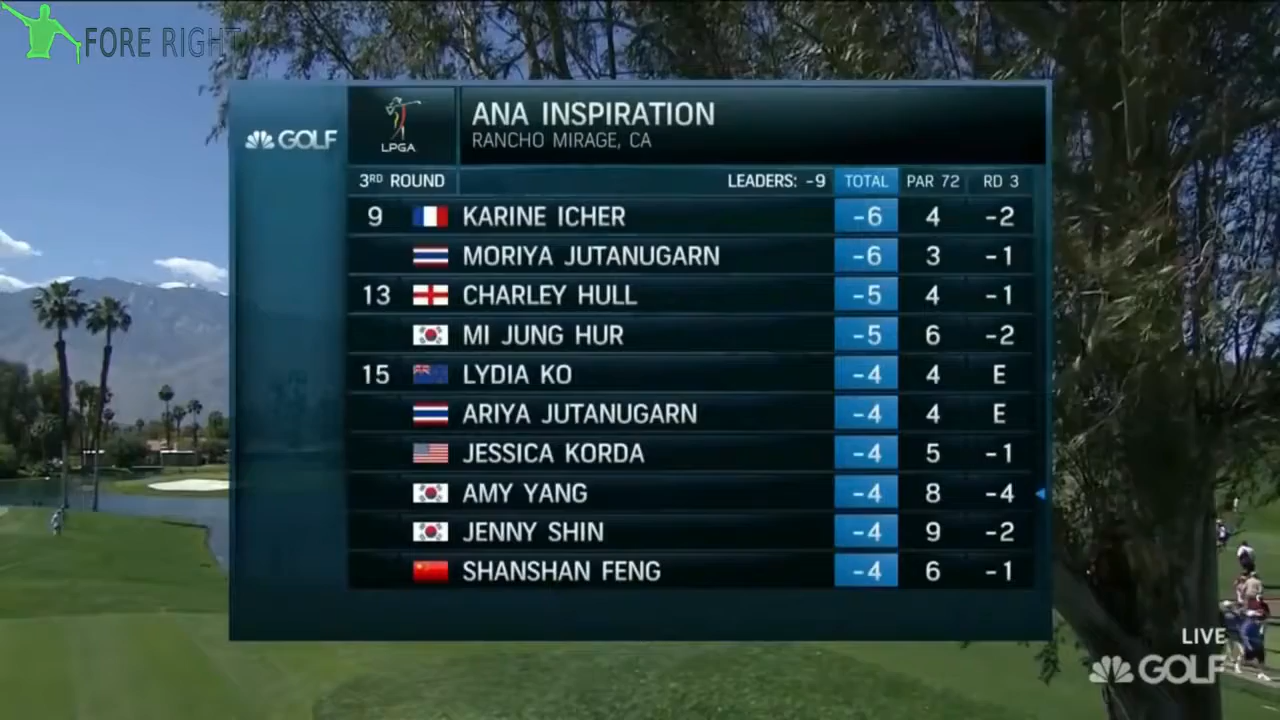 FORE RIGHT
GOLF
LPGA
ANA INSPIRATION
RANCHO MIRAGE, CA
3RD ROUND LEADERS: -9 TOTAL PAR 72 RD 3
9 KARINE ICHER -6 4 -2
MORIYA JUTANUGARN -6 3 -1
13 CHARLEY HULL -5 4 -1
MI JUNG HUR -5 6 -2
15 LYDIA KO -4 4 E
ARIYA JUTANUGARN -4 4 E
JESSICA KORDA -4 5 -1
AMY YANG -4 8 -4
JENNY SHIN -4 9 -2
SHANSHAN FENG -4 6 -1
LIVE
GOLF